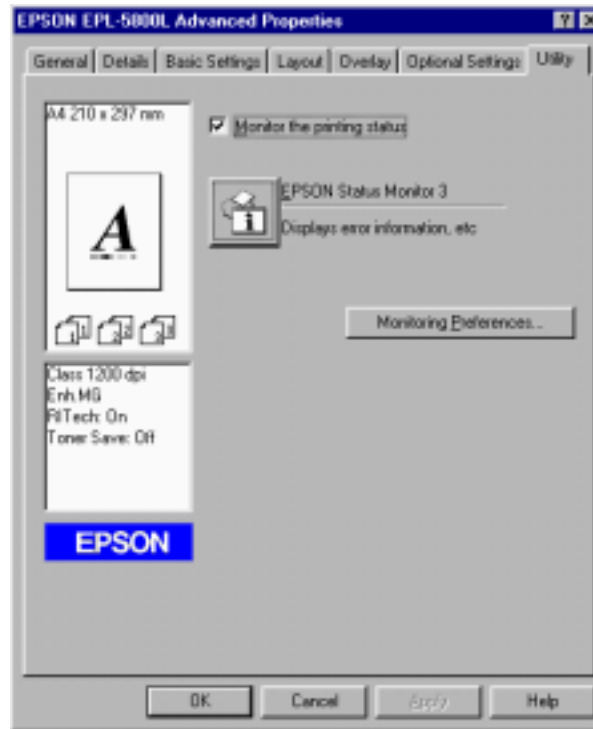 EPSON EPL-5800L Advanced Properties
General Details Basic Settings Layout Overlay Optional Settings Utility
A4 210 x 297 mm
Monitor the printing status
EPSON Status Monitor 3
Displays error information, etc
A
Monitoring Preferences...
Class 1200 dpi
Enh.MG
RITech: On
Toner Save: Off
EPSON
OK Cancel Apply Help